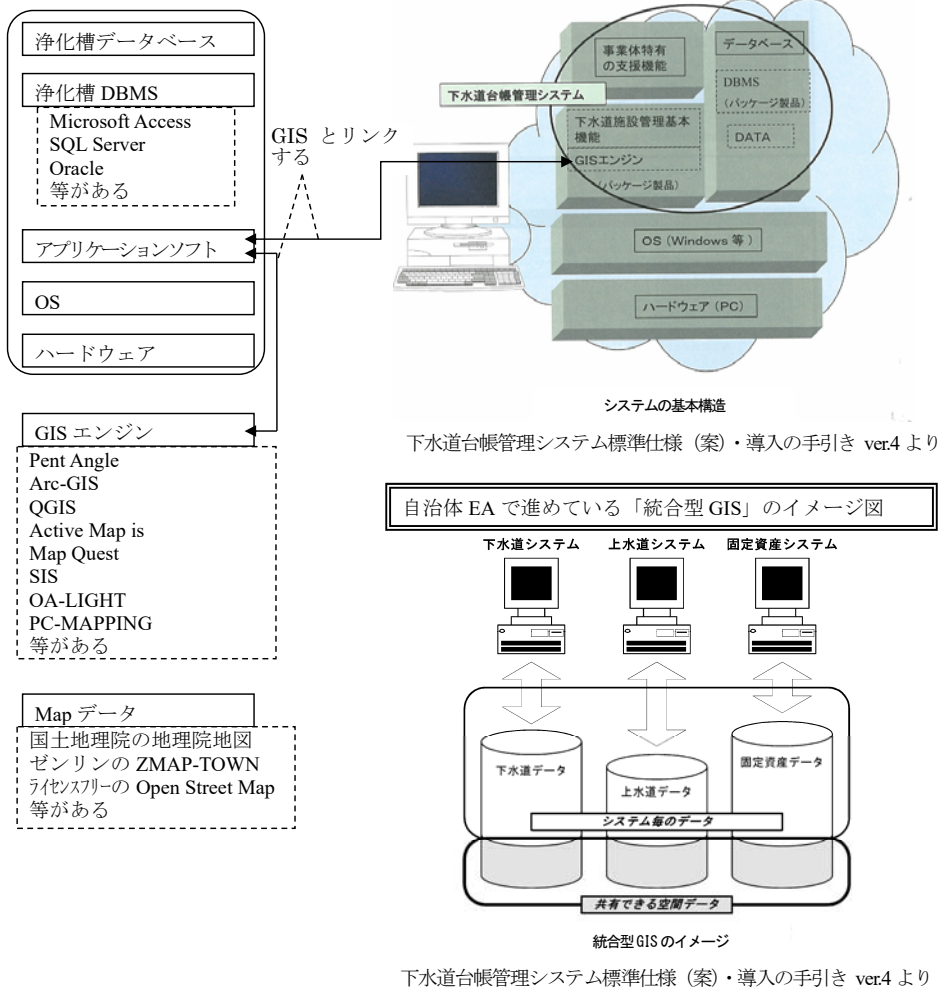 浄化槽データベース
浄化槽 DBMS
Microsoft Access
SQL Server
Oracle
等がある
アプリケーションソフト
OS
ハードウェア
GIS とリンク
する
GIS エンジン
Pent Angle
Arc-GIS
QGIS
Active Map is
Map Quest
SIS
OA-LIGHT
PC-MAPPING
等がある
Map データ
国土地理院の地理院地図
ゼンリンの ZMAP-TOWN
ライセンスフリーの Open Street Map
等がある
事業体特有
の支援機能
データベース
DBMS
(パッケージ製品)
DATA
下水道台帳管理システム
下水道施設管理基本
機能
GISエンジン
(パッケージ製品)
OS (Windows 等)
ハードウェア (PC)
システムの基本構造
下水道台帳管理システム標準仕様（案）・導入の手引き ver.4 より
自治体 EA で進めている「統合型 GIS」のイメージ図
下水道システム 上水道システム 固定資産システム
下水道データ
上水道データ
固定資産データ
システム毎のデータ
共有できる空間データ
統合型GISのイメージ
下水道台帳管理システム標準仕様（案）・導入の手引き ver.4 より